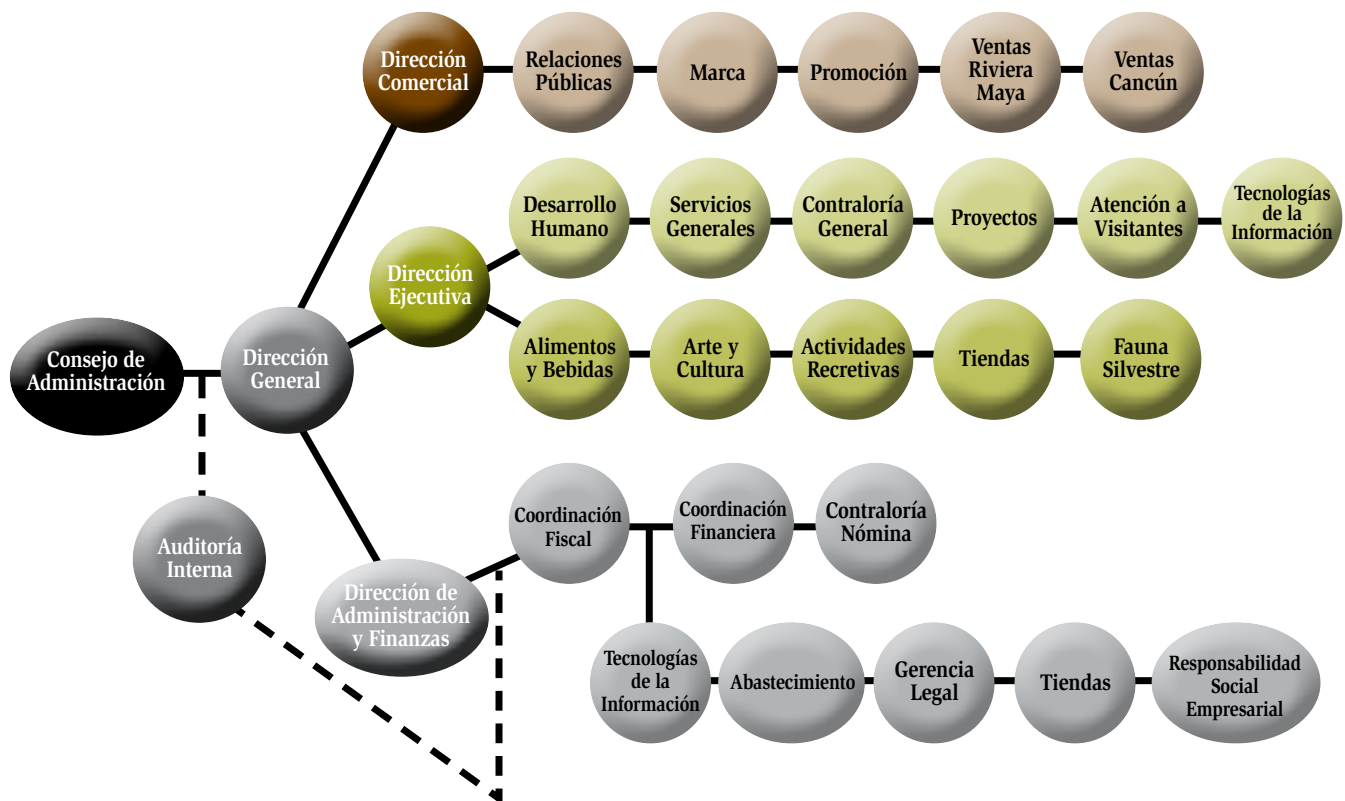 Dirección
Comercial
Relaciones
Públicas
Marca
Promoción
Ventas
Riviera
Maya
Ventas
Cancún
Desarrollo
Humano
Servicios
Generales
Contraloría
General
Proyectos
Atención a
Visitantes
Tecnologías
de la
Información
Dirección
Ejecutiva
Alimentos
y Bebidas
Arte y
Cultura
Actividades
Recretivas
Tiendas
Fauna
Silvestre
Consejo de
Administración
Dirección
General
Auditoría
Interna
Dirección de
Administración
y Finanzas
Coordinación
Fiscal
Coordinación
Financiera
Contraloría
Nómina
Tecnologías
de la
Información
Abastecimiento
Gerencia
Legal
Tiendas
Responsabilidad
Social
Empresarial